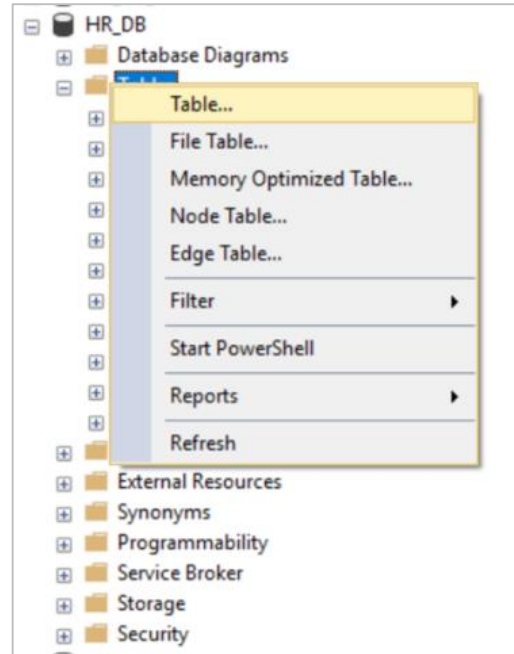 HR_DB
Database Diagrams
Table...
File Table...
Memory Optimized Table...
Node Table...
Edge Table...
Filter
Start PowerShell
Reports
Refresh
External Resources
Synonyms
Programmability
Service Broker
Storage
Security